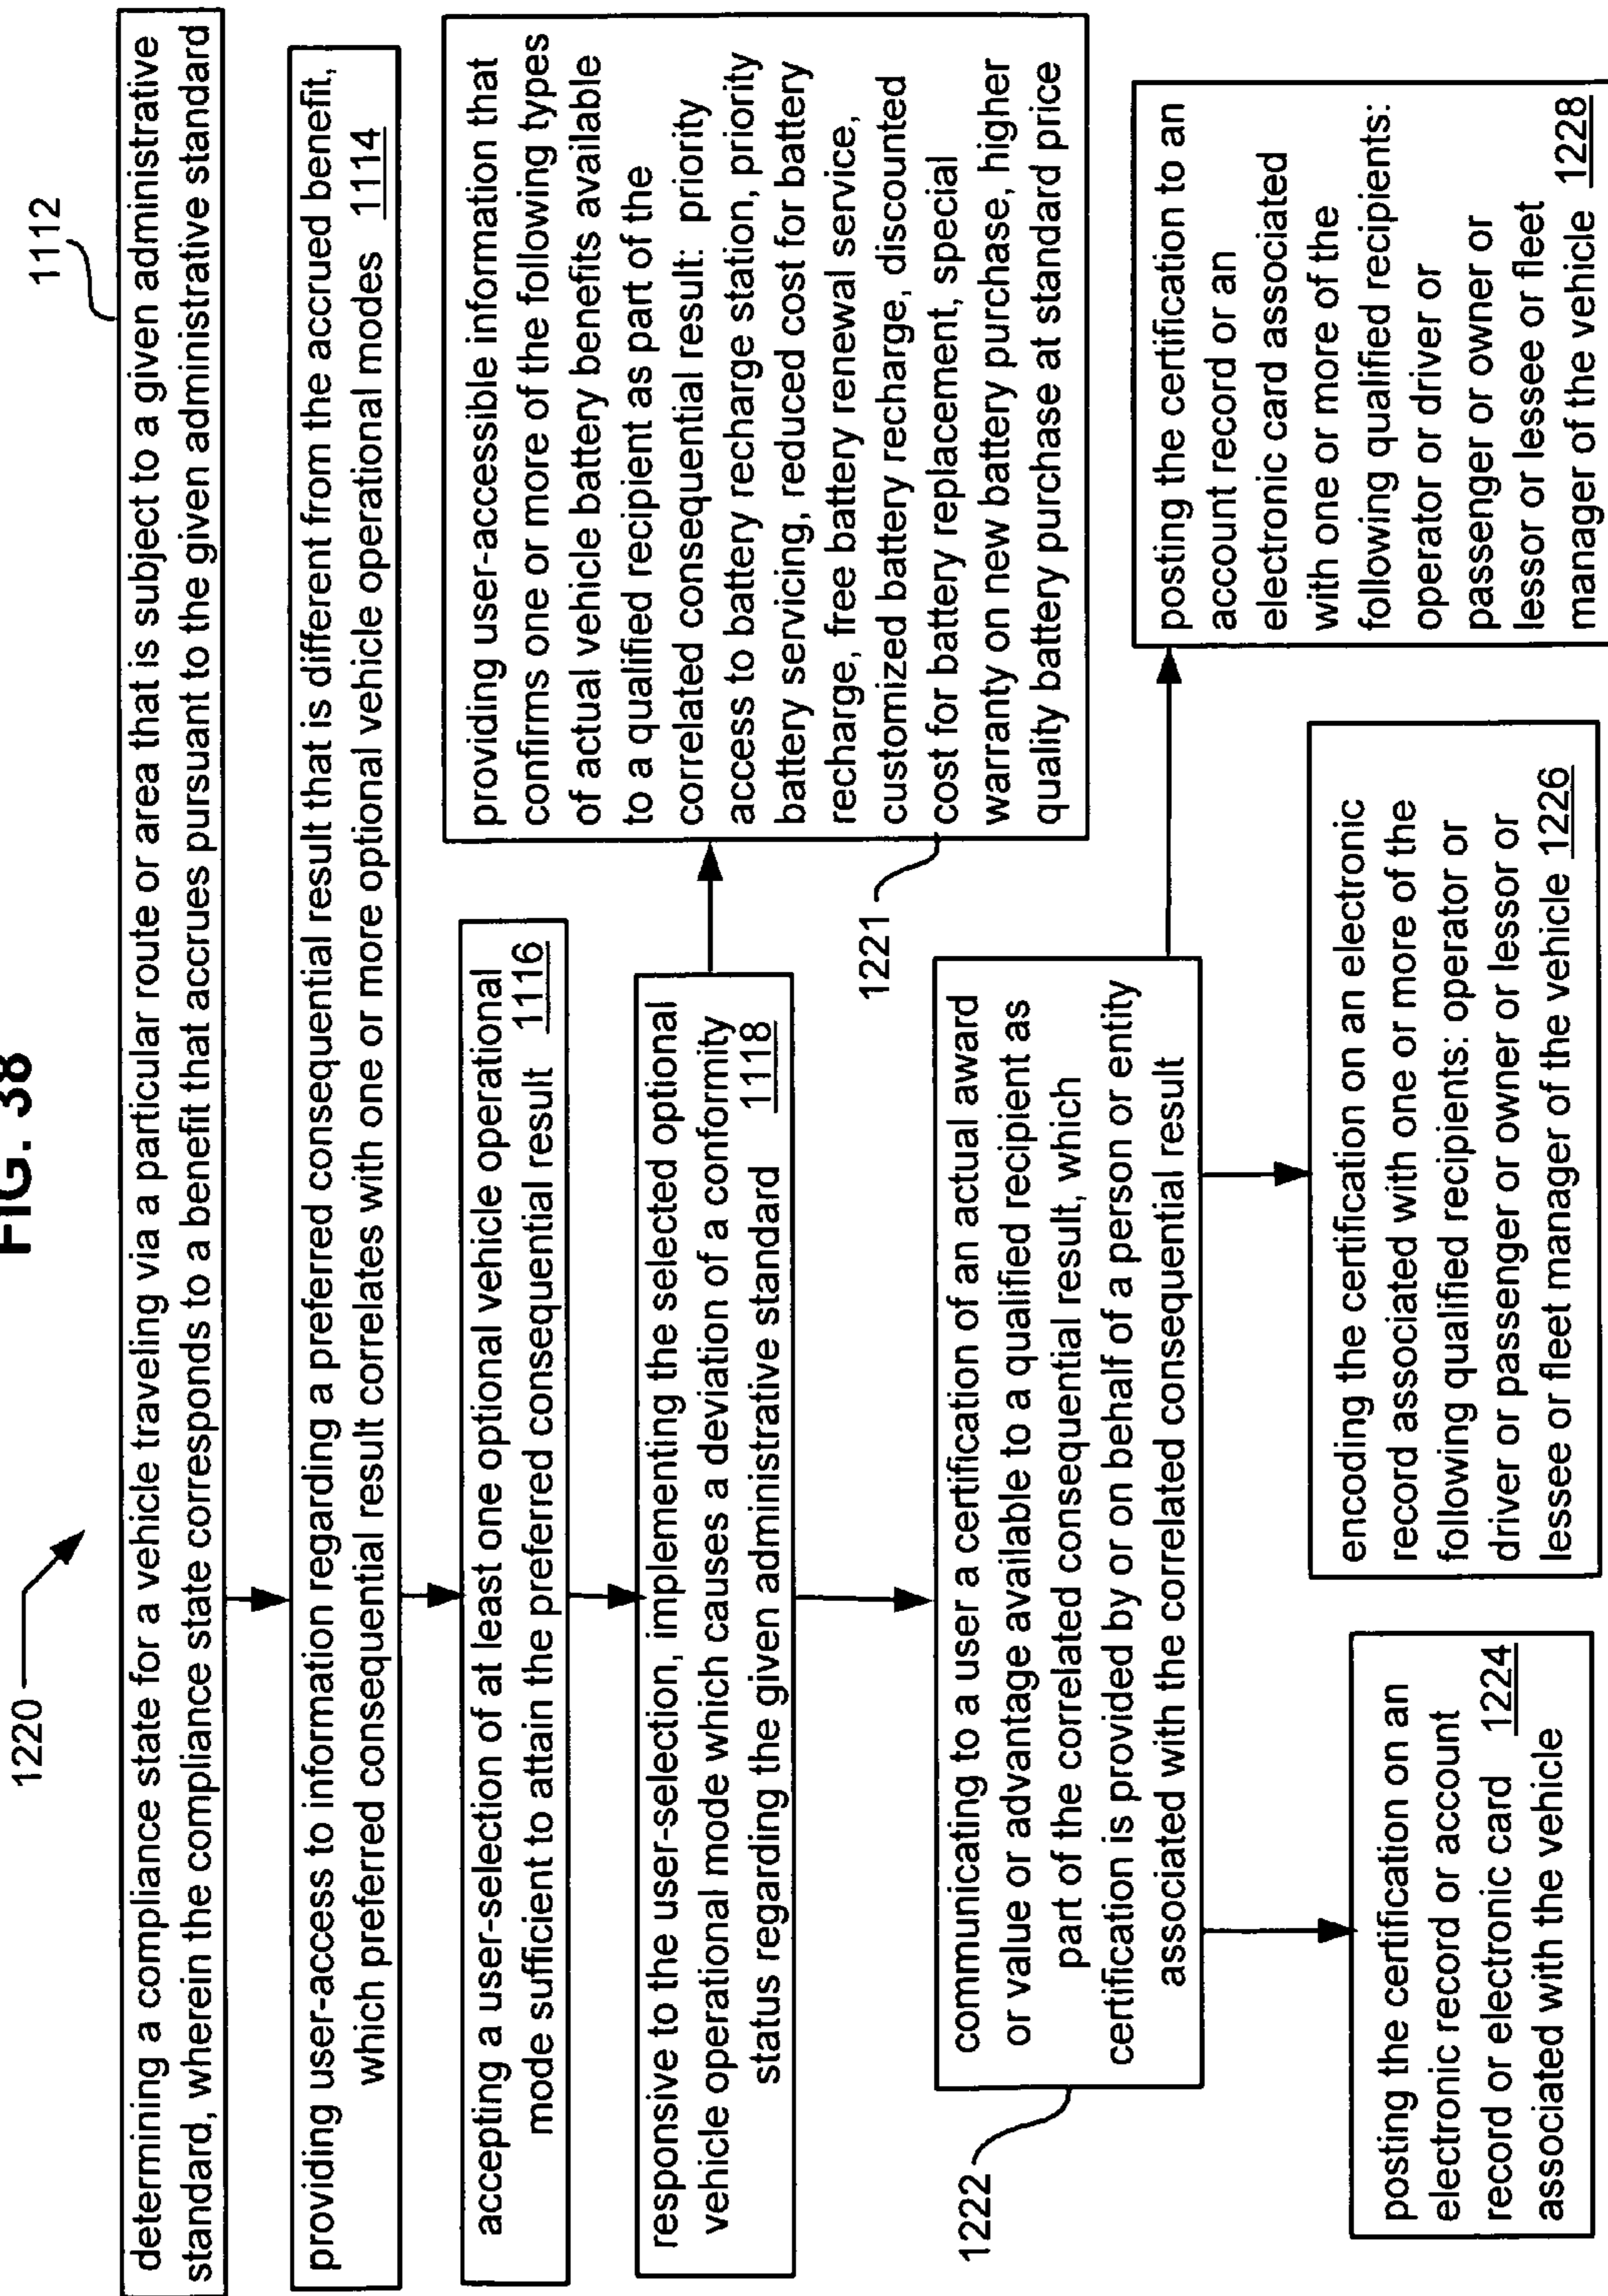 FIG. 38
1220
1112
determining a compliance state for a vehicle traveling via a particular route or area that is subject to a given administrative
standard, wherein the compliance state corresponds to a benefit that accrues pursuant to the given administrative standard
providing user-access to information regarding a preferred consequential result that is different from the accrued benefit,
which preferred consequential result correlates with one or more optional vehicle operational modes 1114
accepting a user-selection of at least one optional vehicle operational
mode sufficient to attain the preferred consequential result 1116
responsive to the user-selection, implementing the selected optional
vehicle operational mode which causes a deviation of a conformity
status regarding the given administrative standard 1118
providing user-accessible information that
confirms one or more of the following types
of actual vehicle battery benefits available
to a qualified recipient as part of the
correlated consequential result: priority
access to battery recharge station, priority
battery servicing, reduced cost for battery
recharge, free battery renewal service,
customized battery recharge, discounted
cost for battery replacement, special
warranty on new battery purchase, higher
quality battery purchase at standard price
1221
1222
communicating to a user a certification of an actual award
or value or advantage available to a qualified recipient as
part of the correlated consequential result, which
certification is provided by or on behalf of a person or entity
associated with the correlated consequential result
posting the certification on an
electronic record or account
record or electronic card 1224
associated with the vehicle
encoding the certification on an electronic
record associated with one or more of the
following qualified recipients: operator or
driver or passenger or owner or lessor or
lessee or fleet manager of the vehicle 1226
posting the certification to an
account record or an
electronic card associated
with one or more of the
following qualified recipients:
operator or driver or
passenger or owner or
lessor or lessee or fleet
manager of the vehicle 1228